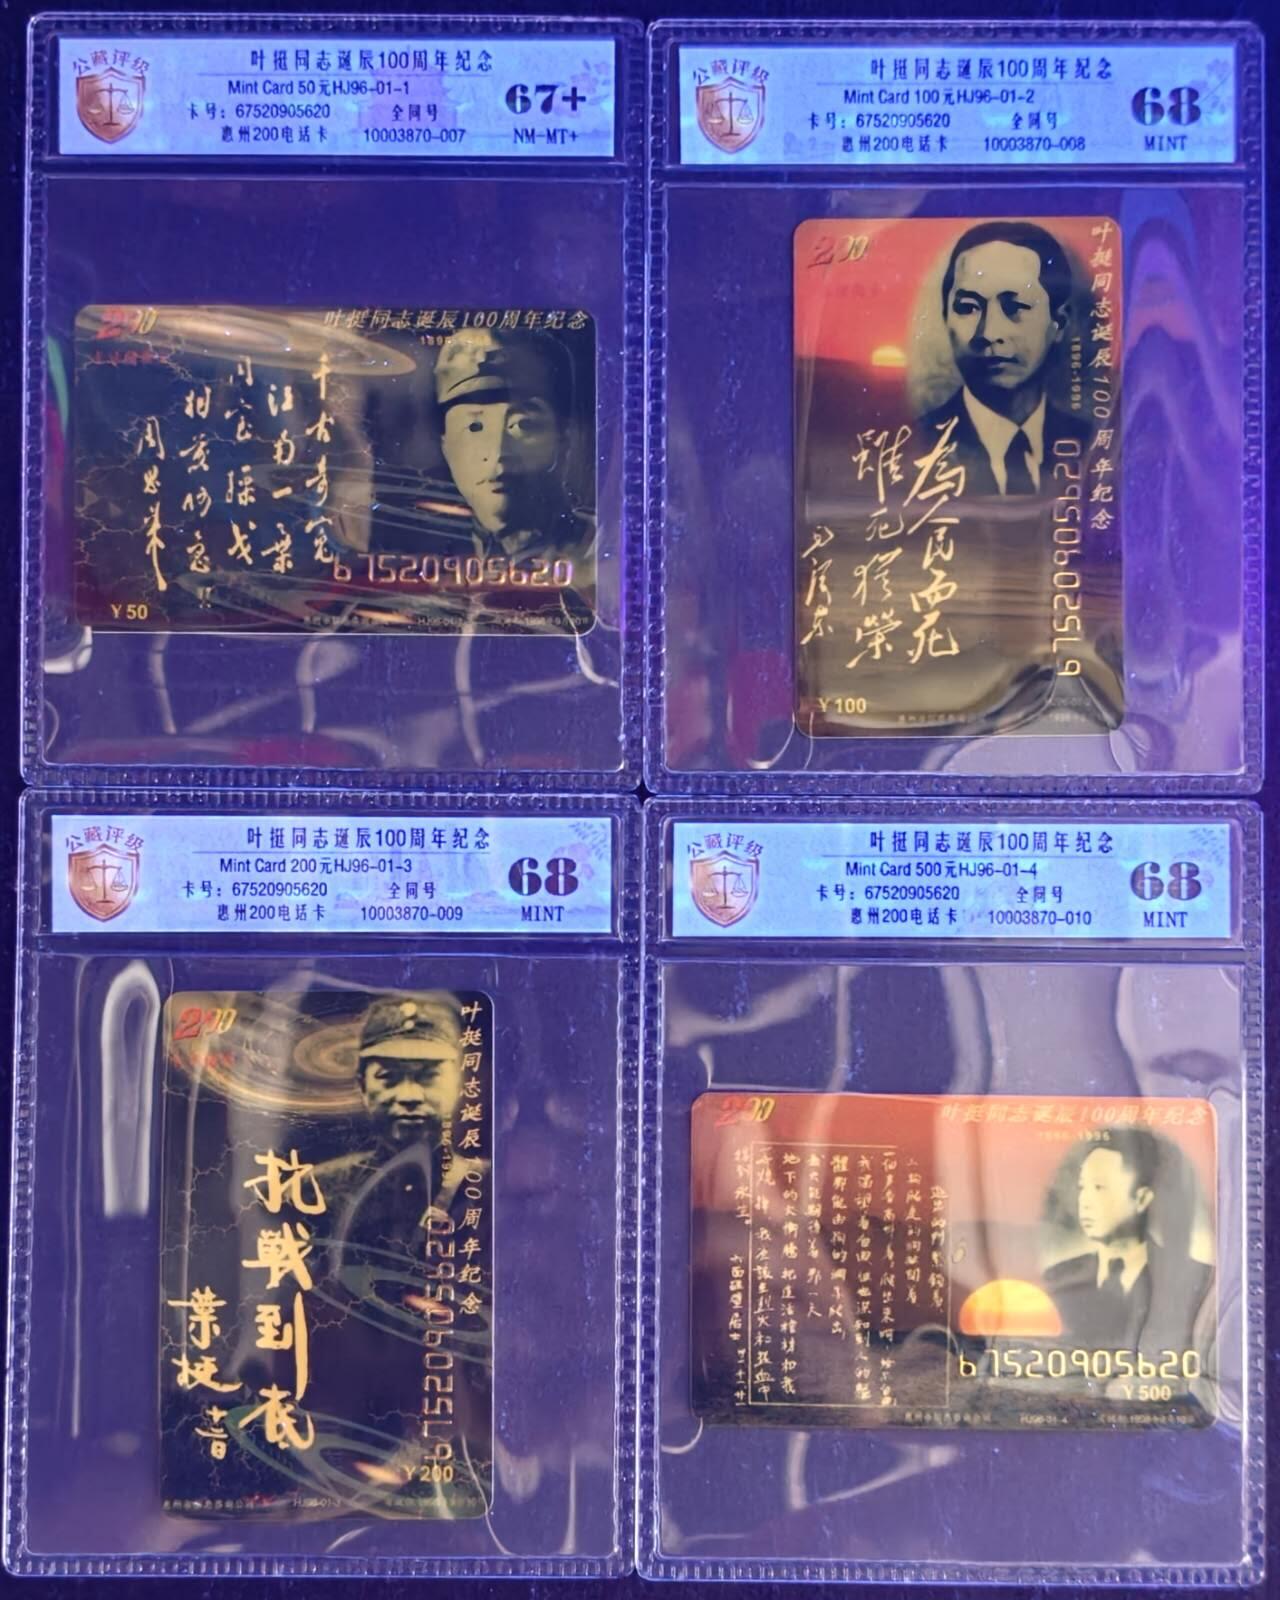 公藏评级
叶挺同志诞辰100周年纪念
Mint Card 50元HJ96-01-1
卡号：67520905620 全同号
惠州200电话卡 10003870-007
67+
NM-MT+
200
叶挺同志诞辰100周年纪念
千古奇冤
江南一葉
同室操戈
相煎何急
!!
周恩来
67520905620
¥50
公藏评级
叶挺同志诞辰100周年纪念
Mint Card 100元HJ96-01-2
卡号：67520905620 全同号
惠州200电话卡 10003870-008
68
MINT
200
叶挺同志诞辰100周年纪念
1896-1996
為人民而死
雖死猶榮
毛泽东
67520905620
¥100
公藏评级
叶挺同志诞辰100周年纪念
Mint Card 200元HJ96-01-3
卡号：67520905620 全同号
惠州200电话卡 10003870-009
68
MINT
200
叶挺同志诞辰100周年纪念
抗戰到底
葉挺
67520905620
¥200
HJ96-01-3
公藏评级
叶挺同志诞辰100周年纪念
Mint Card 500元HJ96-01-4
卡号：67520905620 全同号
惠州200电话卡 10003870-010
68
MINT
200
叶挺同志诞辰100周年纪念
1896-1996
67520905620
¥500
HJ96-01-4